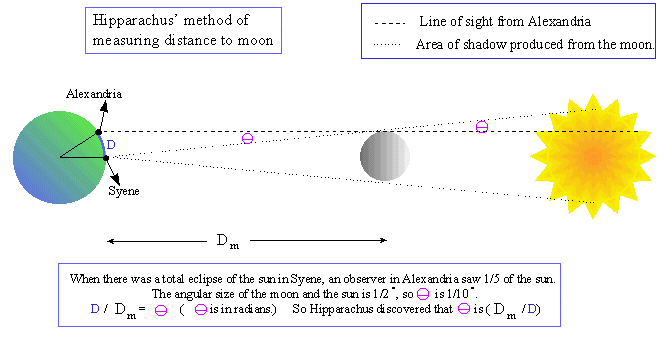 Hipparachus' method of
measuring distance to moon
Line of sight from Alexandria
Area of shadow produced from the moon.
Alexandria
D
Syene
Θ
Θ
Dm
When there was a total eclipse of the sun in Syene, an observer in Alexandria saw 1/5 of the sun.
The angular size of the moon and the sun is 1/2°, so Θ is 1/10°.
D / Dm = Θ ( Θ is in radians.) So Hipparachus discovered that Θ is ( Dm / D)